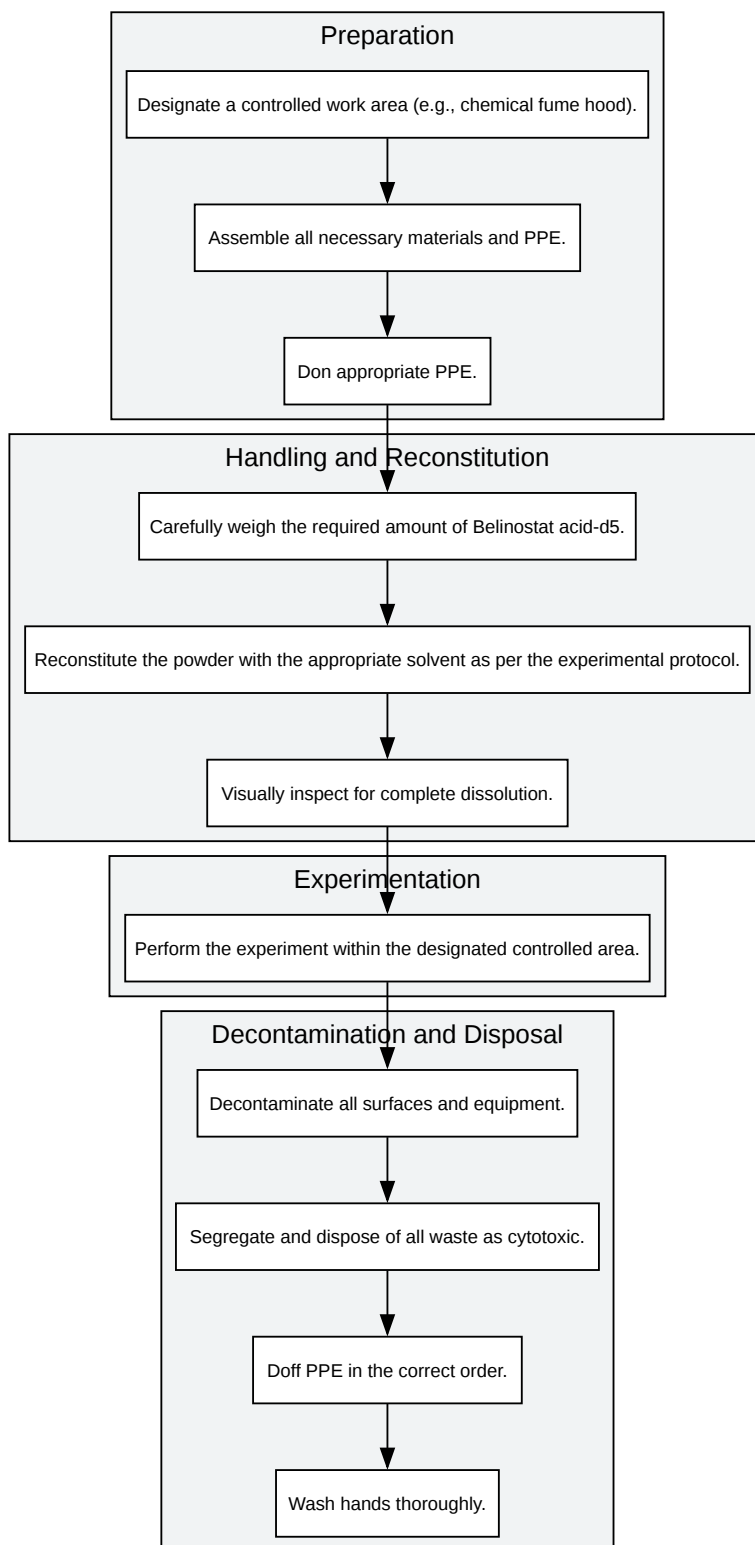 Preparation
Designate a controlled work area (e.g., chemical fume hood).
Assemble all necessary materials and PPE.
Don appropriate PPE.
Handling and Reconstitution
Carefully weigh the required amount of Belinostat acid-d5.
Reconstitute the powder with the appropriate solvent as per the experimental protocol.
Visually inspect for complete dissolution.
Experimentation
Perform the experiment within the designated controlled area.
Decontamination and Disposal
Decontaminate all surfaces and equipment.
Segregate and dispose of all waste as cytotoxic.
Doff PPE in the correct order.
Wash hands thoroughly.